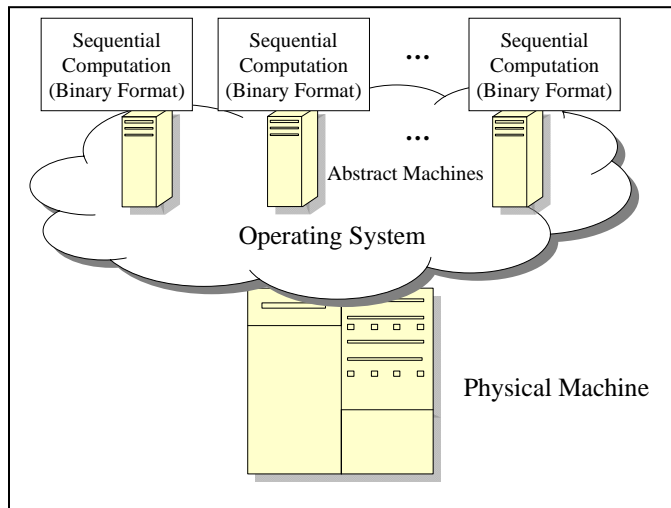 Sequential
Computation
(Binary Format)
Sequential
Computation
(Binary Format)
...
Sequential
Computation
(Binary Format)
...
Abstract Machines
Operating System
Physical Machine